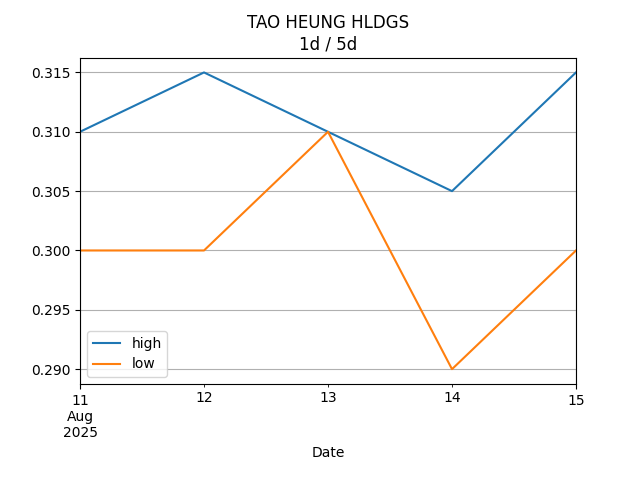 TAO HEUNG HLDGS
1d / 5d
0.315
0.310
0.305
0.300
0.295
0.290
high
low
11 12 13 14 15
Aug
2025
Date